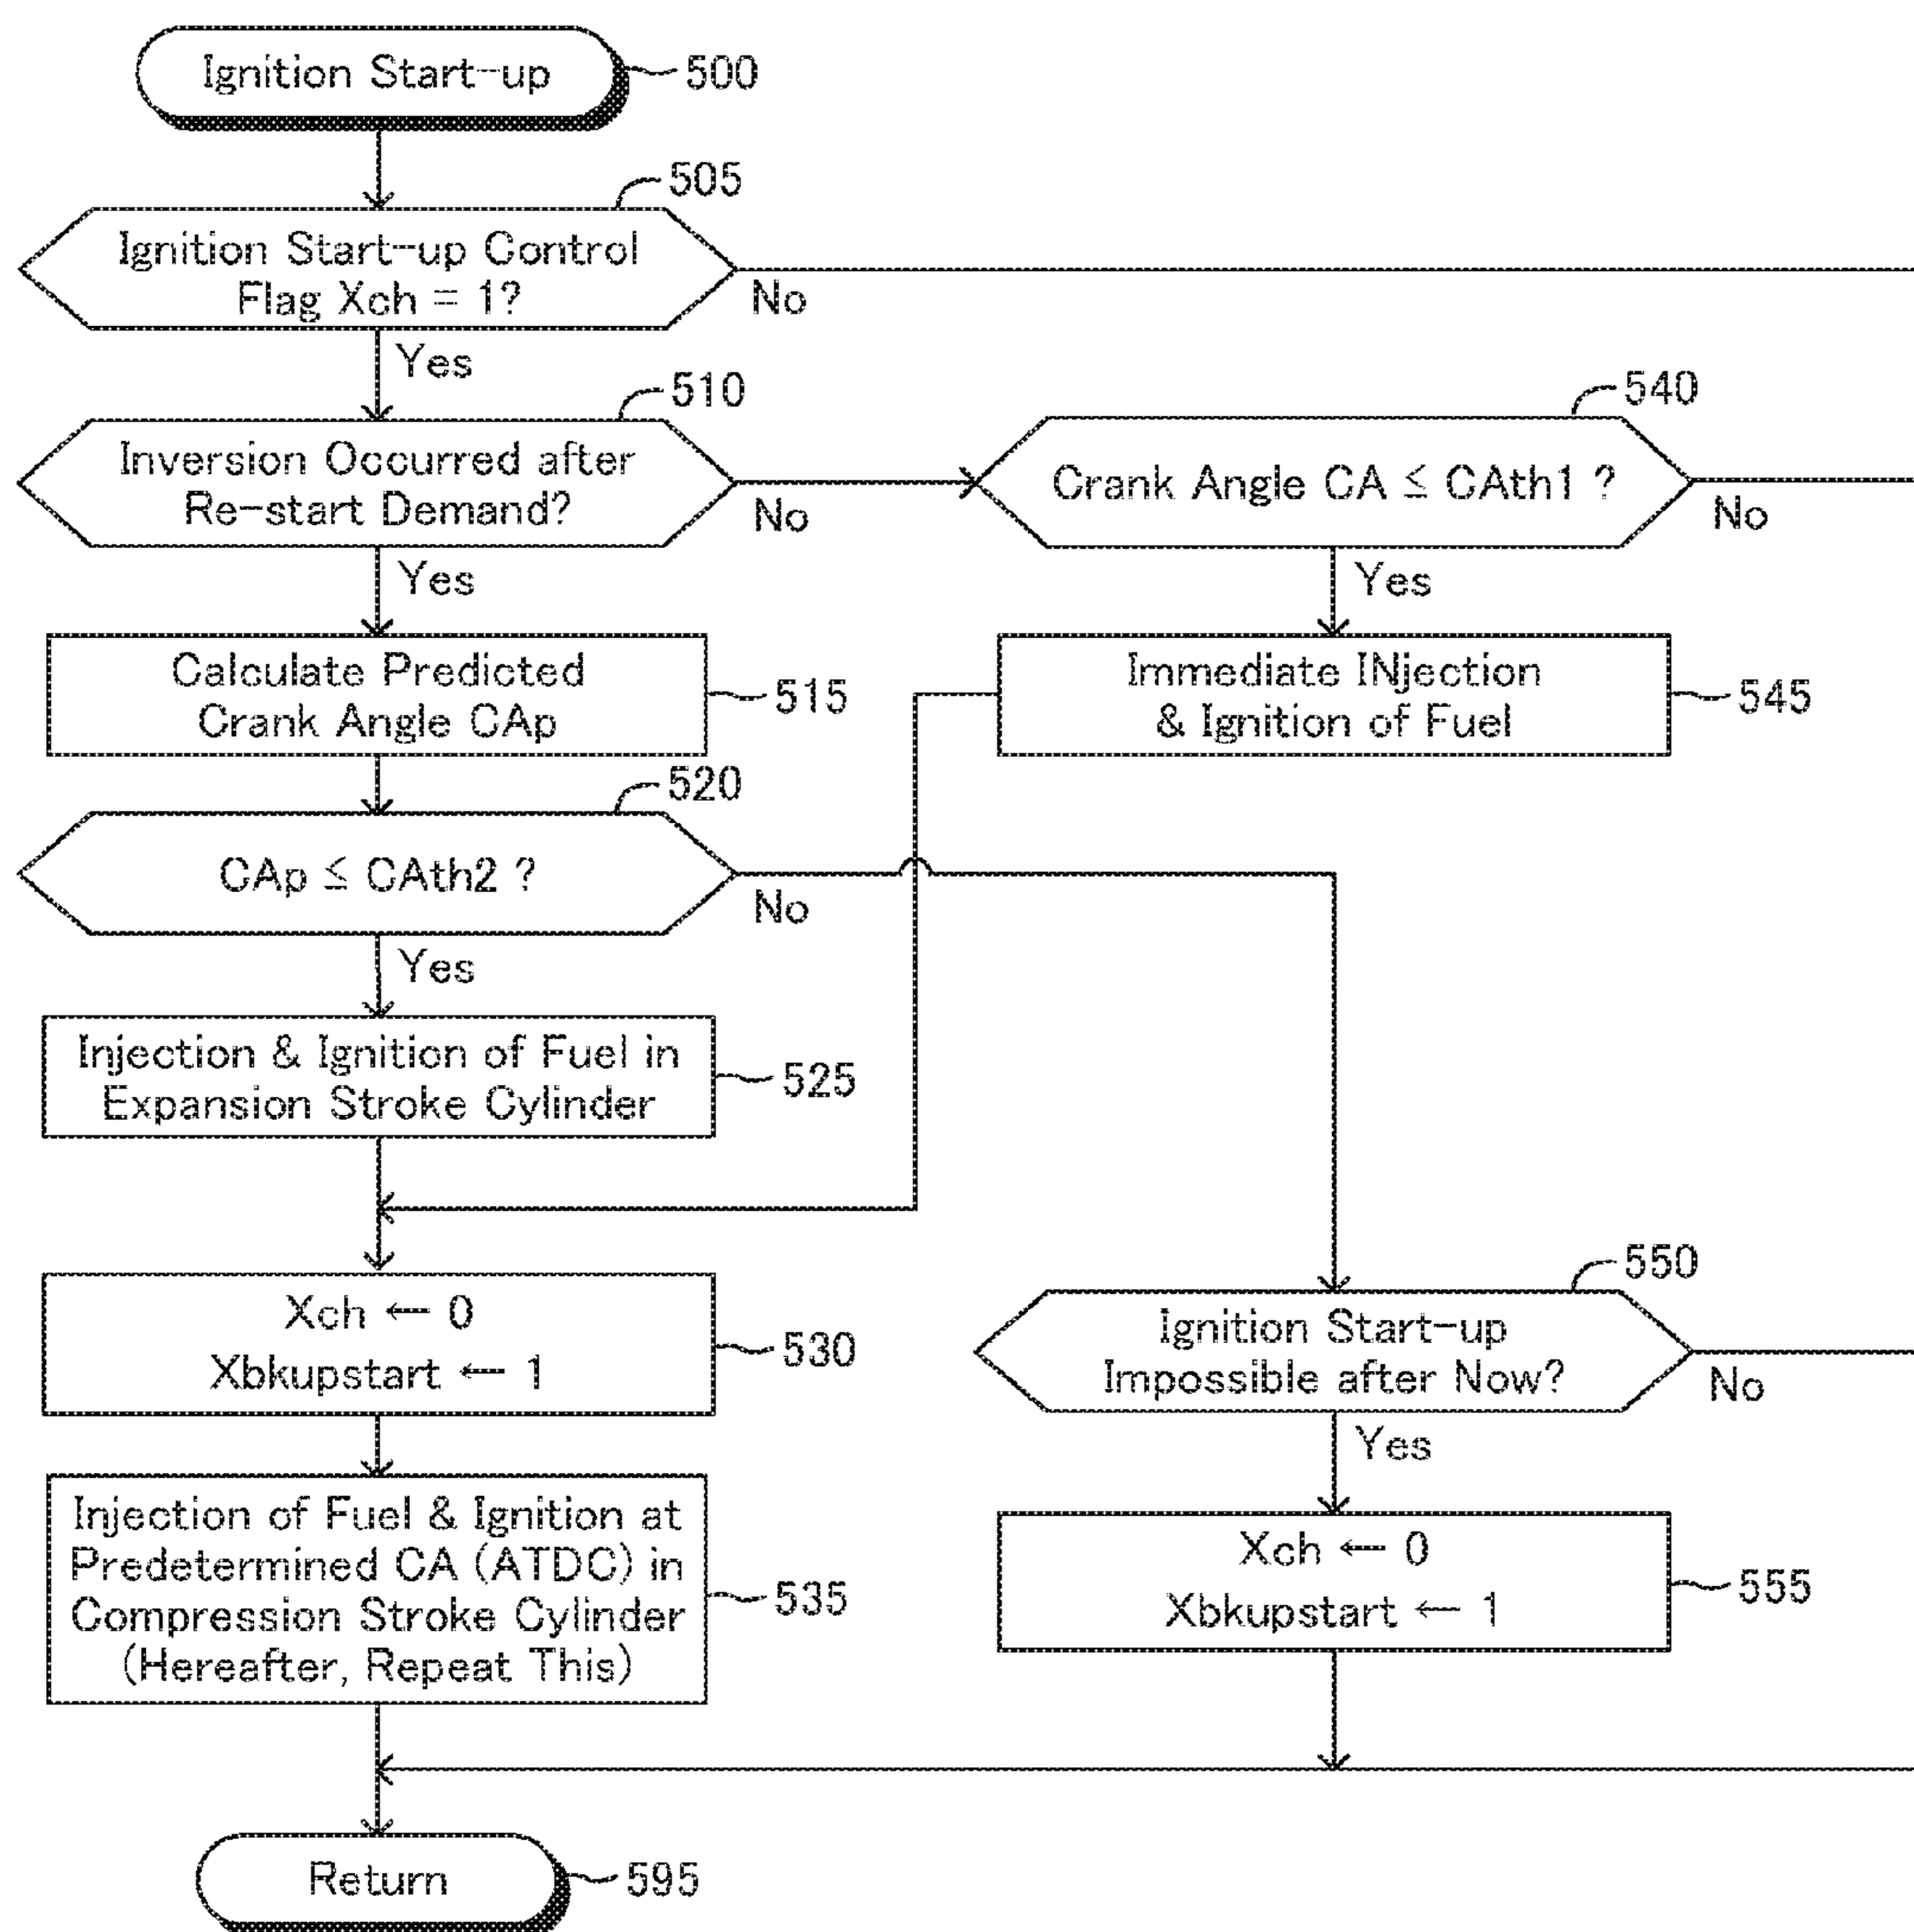 Ignition Start-up
500
505
Ignition Start-up Control
Flag Xch = 1?
No
Yes
510
Inversion Occurred after
Re-start Demand?
No
Yes
540
Crank Angle CA ≤ CAth1 ?
No
Yes
Calculate Predicted
Crank Angle CAp
515
Immediate INjection
& Ignition of Fuel
545
520
CAp ≤ CAth2 ?
No
Yes
Injection & Ignition of Fuel in
Expansion Stroke Cylinder
525
Xch ← 0
Xbkupstart ← 1
530
550
Ignition Start-up
Impossible after Now?
No
Yes
Injection of Fuel & Ignition at
Predetermined CA (ATDC) in
Compression Stroke Cylinder
(Hereafter, Repeat This)
535
Xch ← 0
Xbkupstart ← 1
555
Return
595